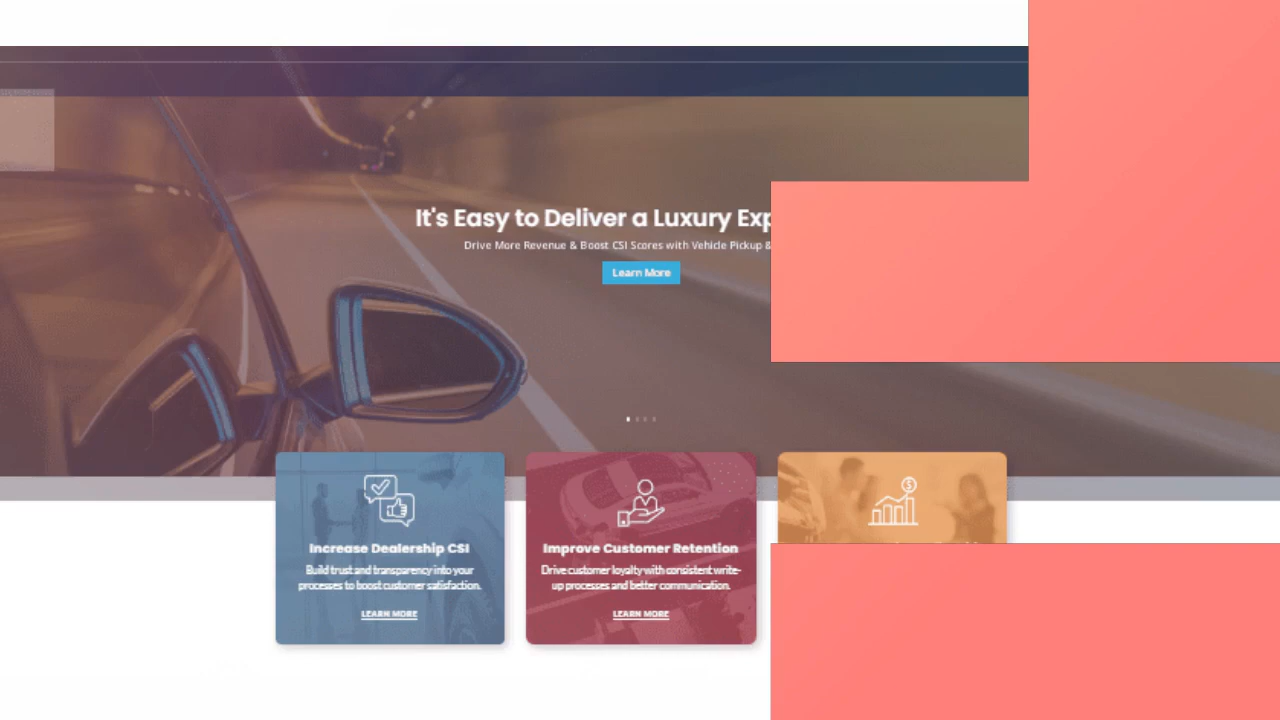 It's Easy to Deliver a Luxury Exp
Drive More Revenue & Boost CSI Scores with Vehicle Pickup &
Learn More
Increase Dealership CSI
Build trust and transparency into your
processes to boost customer satisfaction.
LEARN MORE
Improve Customer Retention
Drive customer loyalty with consistent write-
up processes and better communication.
LEARN MORE